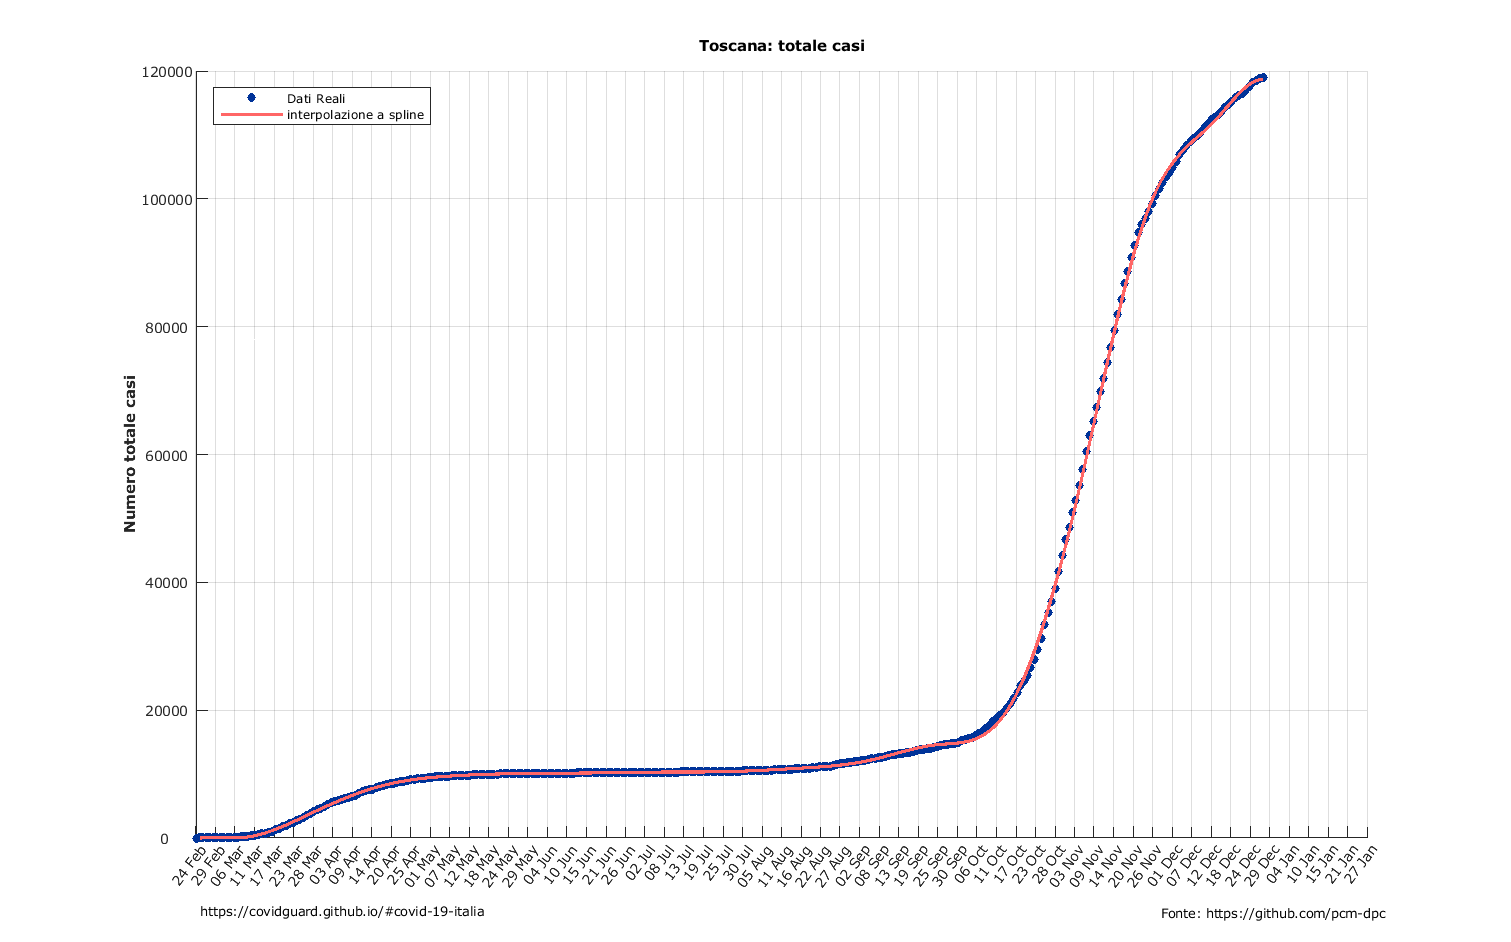 Toscana: totale casi
Numero totale casi
120000
100000
80000
60000
40000
20000
0
Dati Reali
interpolazione a spline
24 Feb
29 Feb
06 Mar
11 Mar
17 Mar
23 Mar
28 Mar
03 Apr
09 Apr
14 Apr
20 Apr
25 Apr
01 May
07 May
12 May
18 May
24 May
29 May
04 Jun
10 Jun
15 Jun
21 Jun
26 Jun
02 Jul
08 Jul
13 Jul
19 Jul
25 Jul
30 Jul
05 Aug
11 Aug
16 Aug
22 Aug
27 Aug
02 Sep
08 Sep
13 Sep
19 Sep
25 Sep
30 Sep
06 Oct
11 Oct
17 Oct
23 Oct
28 Oct
03 Nov
09 Nov
14 Nov
20 Nov
26 Nov
01 Dec
07 Dec
12 Dec
18 Dec
24 Dec
29 Dec
04 Jan
10 Jan
15 Jan
21 Jan
27 Jan
https://covidguard.github.io/#covid-19-italia
Fonte: https://github.com/pcm-dpc